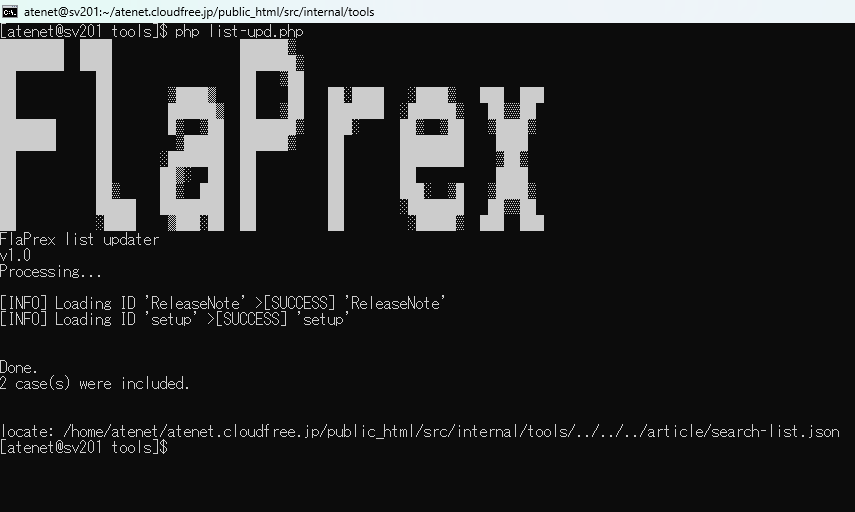 atenet@sv201:~/atenet.cloudfree.jp/public_html/src/internal/tools
[atenet@sv201 tools]$ php list-upd.php
FlaPrex
FlaPrex list updater
v1.0
Processing...
[INFO] Loading ID 'ReleaseNote' >[SUCCESS] 'ReleaseNote'
[INFO] Loading ID 'setup' >[SUCCESS] 'setup'
Done.
2 case(s) were included.
locate: /home/atenet/atenet.cloudfree.jp/public_html/src/internal/tools/../../../article/search-list.json
[atenet@sv201 tools]$